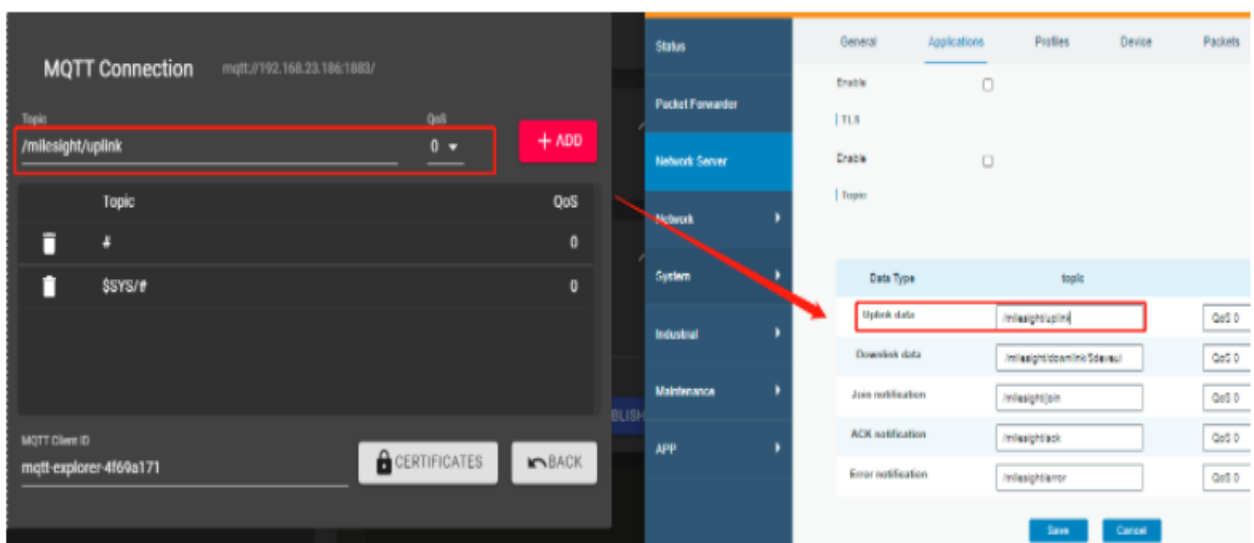 MQTT Connection mqtt://192.168.23.186:1883/
Topic QoS
/milesight/uplink 0
+ ADD
Topic QoS
# 0
$SYS/# 0
MQTT Client ID
mqtt-explorer-4f69a171
CERTIFICATES
BACK
BLISH
Status
Packet Forwarder
Network Server
Network
System
Industrial
Maintenance
APP
General Applications Profiles Device Packets
Enable
TLS
Enable
Topic
Data Type topic
Uplink data /milesight/uplink QoS 0
Downlink data /milesight/downlink/$deveui QoS 0
Join notification /milesight/join QoS 0
ACK notification /milesight/ack QoS 0
Error notification /milesight/error QoS 0
Save Cancel